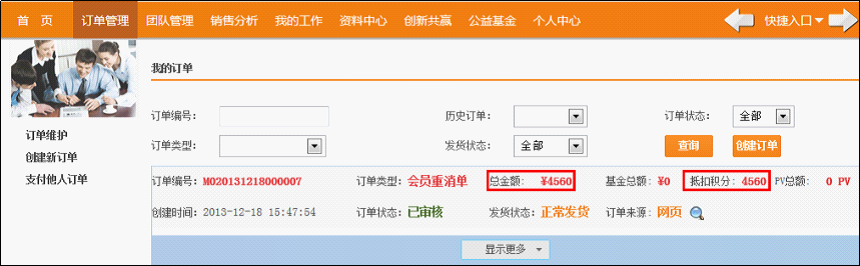 首 页 订单管理 团队管理 销售分析 我的工作 资料中心 创新共赢 公益基金 个人中心 快捷入口
我的订单
订单编号： 历史订单： 订单状态： 全部
订单维护
订单类型： 发货状态： 全部 查询 创建订单
创建新订单
支付他人订单
订单编号：M020131218000007 订单类型：会员重消单 总金额： ¥4560 基金总额：¥0 抵扣积分：4560 PV总额： 0 PV
创建时间：2013-12-18 15:47:54 订单状态：已审核 发货状态：正常发货 订单来源：网页
显示更多